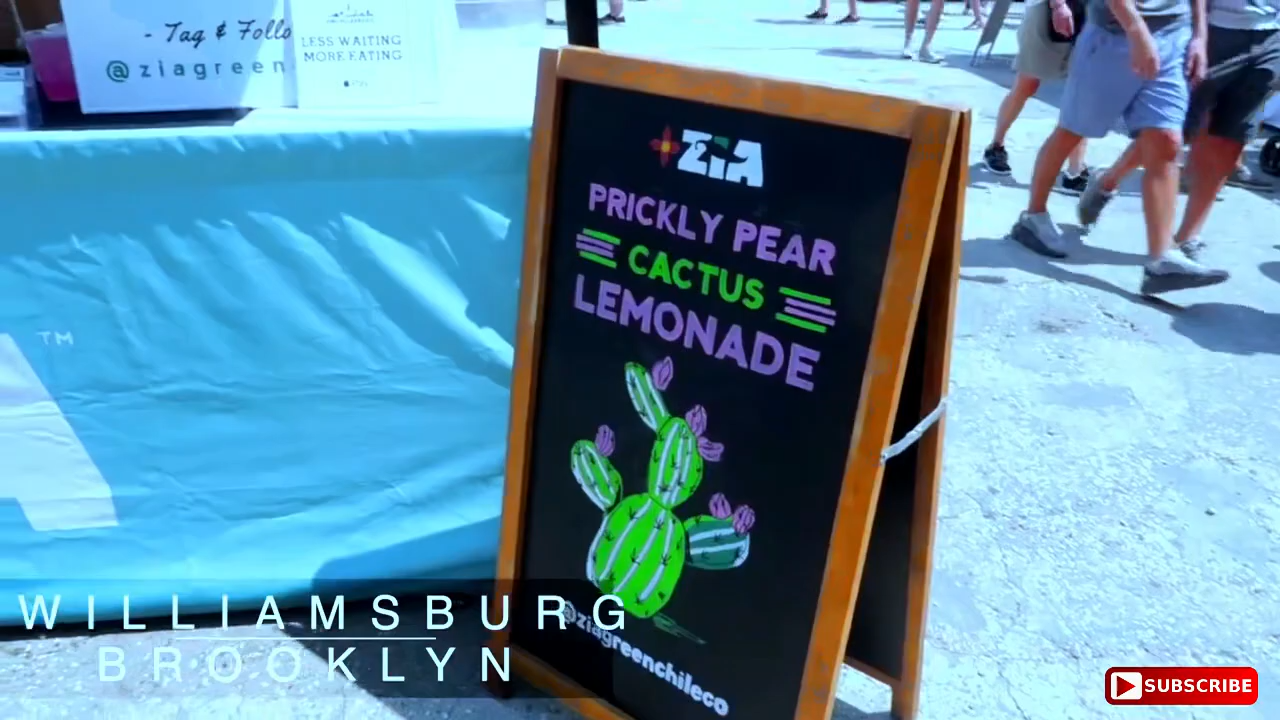 - Tag & Follo
@ziagreen
LESS WAITING
MORE EATING
TM
A
ZiA
PRICKLY PEAR
CACTUS
LEMONADE
@ziagreenchileco
WILLIAMSBURG
BROOKLYN
SUBSCRIBE